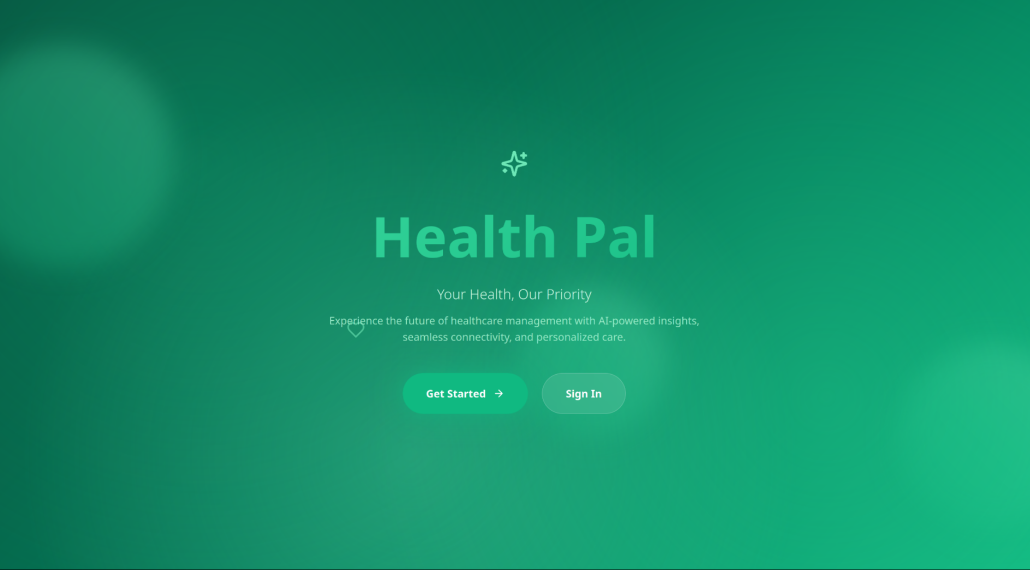 Health Pal
Your Health, Our Priority
Experience the future of healthcare management with AI-powered insights,
seamless connectivity, and personalized care.
Get Started
Sign In